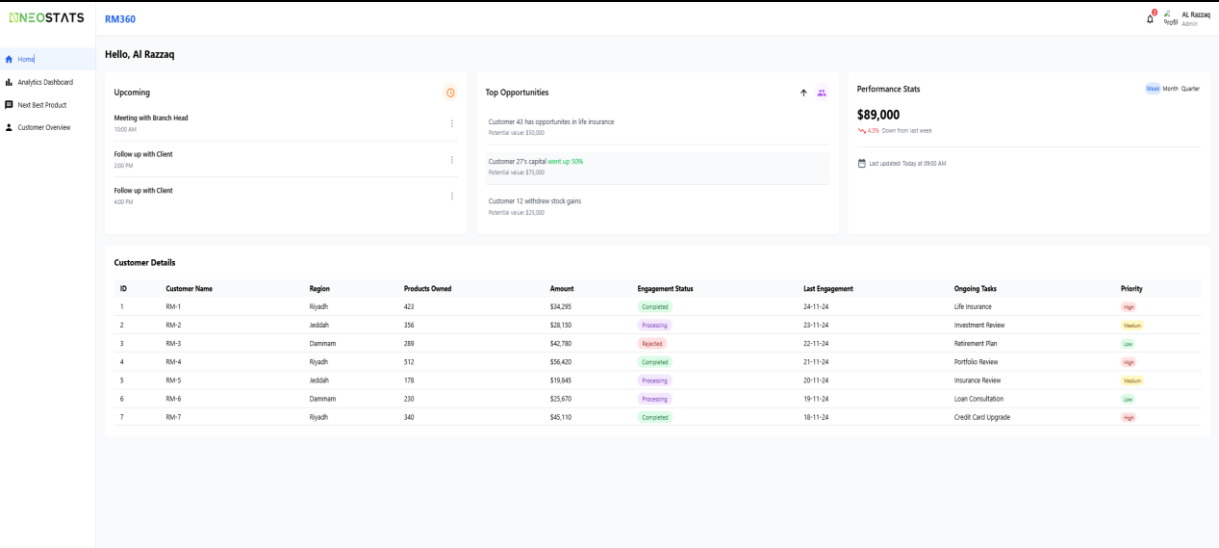 NEOSTATS
RM360
2
Profil
AL Razzaq
Admin
Home
Analytics Dashboard
Next Best Product
Customer Overview
Hello, Al Razzaq
Upcoming
Meeting with Branch Head
10:00 AM
Follow up with Client
2:00 PM
Follow up with Client
4:00 PM
Top Opportunities
Customer 43 has opportunites in life insurance
Potential value: $50,000
Customer 27's capital went up 30%
Potential value: $75,000
Customer 12 withdrew stock gains
Potential value: $25,000
Performance Stats
Week Month Quarter
$89,000
4.3% Down from last week
Last updated: Today at 09:00 AM
Customer Details
ID Customer Name Region Products Owned Amount Engagement Status Last Engagement Ongoing Tasks Priority
1 RM-1 Riyadh 423 $34,295 Completed 24-11-24 Life Insurance High
2 RM-2 Jeddah 356 $28,150 Processing 23-11-24 Investment Review Medium
3 RM-3 Dammam 289 $42,780 Rejected 22-11-24 Retirement Plan Low
4 RM-4 Riyadh 512 $56,420 Completed 21-11-24 Portfolio Review High
5 RM-5 Jeddah 178 $19,845 Processing 20-11-24 Insurance Review Medium
6 RM-6 Dammam 230 $25,670 Processing 19-11-24 Loan Consultation Low
7 RM-7 Riyadh 340 $45,110 Completed 18-11-24 Credit Card Upgrade High